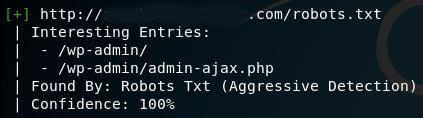 [+] http:// .com/robots.txt
| Interesting Entries:
| - /wp-admin/
| - /wp-admin/admin-ajax.php
| Found By: Robots Txt (Aggressive Detection)
| Confidence: 100%